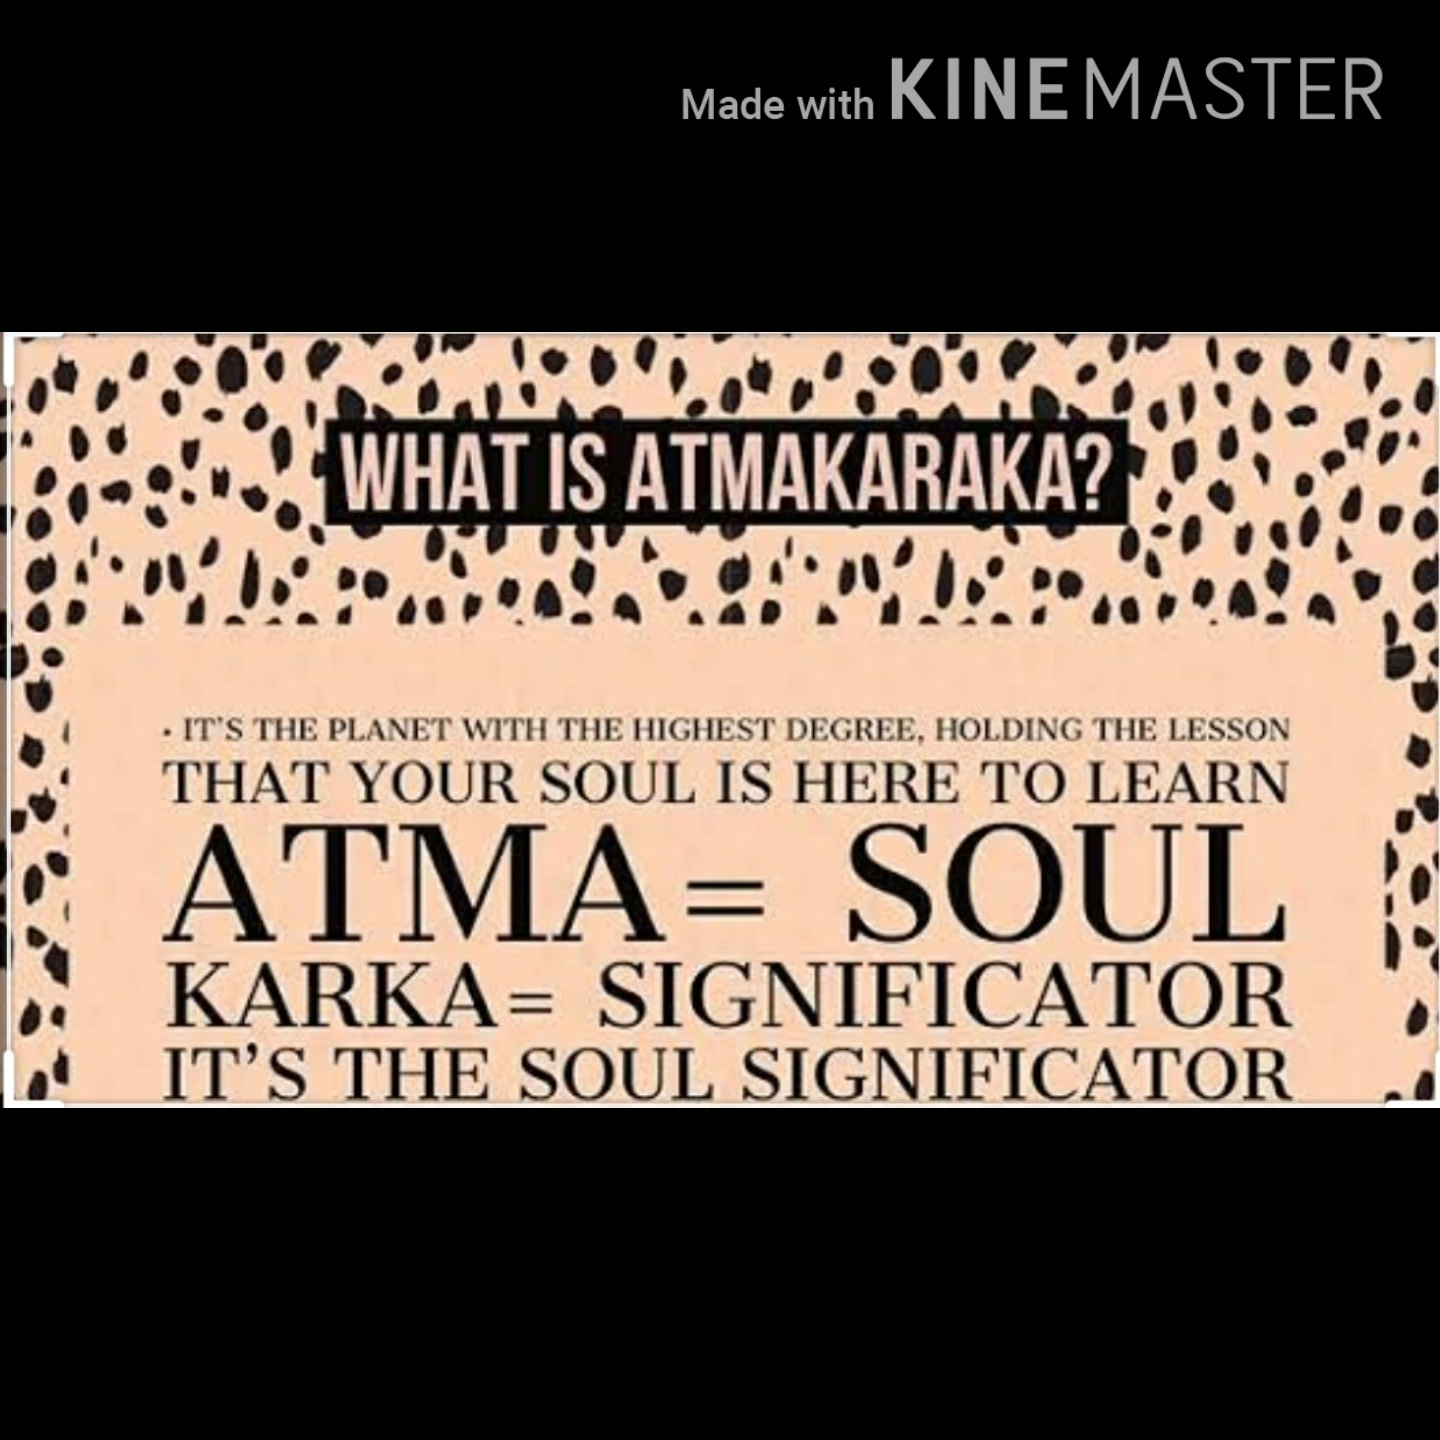 Made with KINEMASTER
WHAT IS ATMAKARAKA?
· IT'S THE PLANET WITH THE HIGHEST DEGREE, HOLDING THE LESSON
THAT YOUR SOUL IS HERE TO LEARN
ATMA= SOUL
KARKA= SIGNIFICATOR
IT'S THE SOUL SIGNIFICATOR